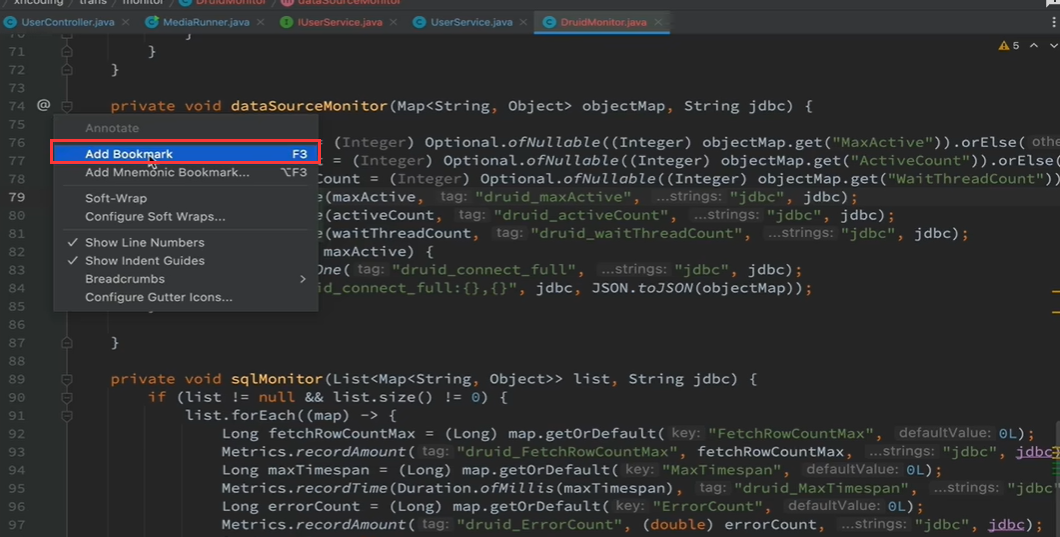 xncoding / trans / monitor / DruidMonitor / dataSourceMonitor
UserController.java × MediaRunner.java × IUserService.java × UserService.java × DruidMonitor.java ×
5
71 }
72 }
73
74 @ private void dataSourceMonitor(Map<String, Object> objectMap, String jdbc) {
75
Annotate
76 = (Integer) Optional.ofNullable((Integer) objectMap.get("MaxActive")).orElse(
Add Bookmark F3
77 t = (Integer) Optional.ofNullable((Integer) objectMap.get("ActiveCount")).orElse(
Add Mnemonic Bookmark... ⌥F3
78 Count = (Integer) Optional.ofNullable((Integer) objectMap.get("WaitThreadCount"))
79 e(maxActive, tag: "druid_maxActive", ...strings: "jdbc", jdbc);
Soft-Wrap
80 e(activeCount, tag: "druid_activeCount", ...strings: "jdbc", jdbc);
Configure Soft Wraps...
81 e(waitThreadCount, tag: "druid_waitThreadCount", ...strings: "jdbc", jdbc);
82 maxActive) {
Show Line Numbers
83 One( tag: "druid_connect_full", ...strings: "jdbc", jdbc);
Show Indent Guides
84 id_connect_full:{},{}", jdbc, JSON.toJSON(objectMap));
Breadcrumbs
Configure Gutter Icons...
85
86
87 }
88
89 private void sqlMonitor(List<Map<String, Object>> list, String jdbc) {
90 if (list != null && list.size() != 0) {
91 list.forEach((map) -> {
92 Long fetchRowCountMax = (Long) map.getOrDefault( key: "FetchRowCountMax", defaultValue: 0L);
93 Metrics.recordAmount( tag: "druid_FetchRowCountMax", fetchRowCountMax, ...strings: "jdbc", jdbc
94 Long maxTimespan = (Long) map.getOrDefault( key: "MaxTimespan", defaultValue: 0L);
95 Metrics.recordTime(Duration.ofMillis(maxTimespan), tag: "druid_MaxTimespan", ...strings: "jdbc"
96 Long errorCount = (Long) map.getOrDefault( key: "ErrorCount", defaultValue: 0L);
97 Metrics.recordAmount( tag: "druid_ErrorCount", (double) errorCount, ...strings: "jdbc", jdbc);